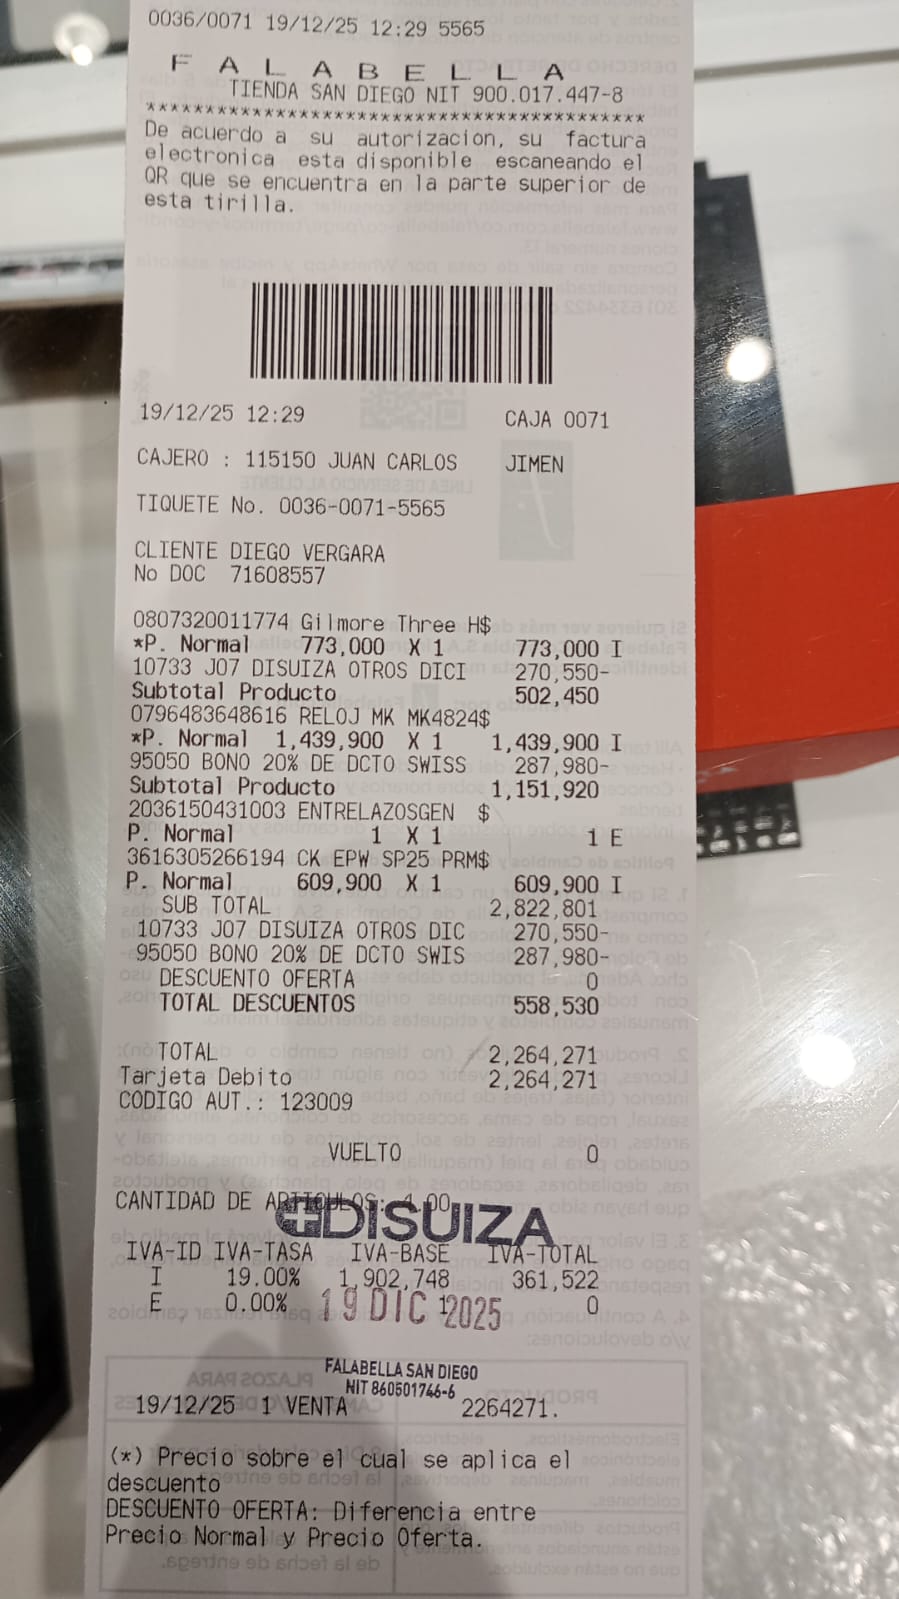 0036/0071 19/12/25 12:29 5565
FALABELLA
TIENDA SAN DIEGO NIT 900.017.447-8
******************************************
De acuerdo a su autorizacion, su factura
electronica esta disponible escaneando el
QR que se encuentra en la parte superior de
esta tirilla.
19/12/25 12:29 CAJA 0071
CAJERO : 115150 JUAN CARLOS JIMEN
TIQUETE No. 0036-0071-5565
CLIENTE DIEGO VERGARA
No DOC 71608557
0807320011774 Gilmore Three H$
*P. Normal 773,000 X 1 773,000 I
10733 J07 DISUIZA OTROS DICI 270,550-
Subtotal Producto 502,450
0796483648616 RELOJ MK MK4824$
*P. Normal 1,439,900 X 1 1,439,900 I
95050 BONO 20% DE DCTO SWISS 287,980-
Subtotal Producto 1,151,920
2036150431003 ENTRELAZOSGEN $
P. Normal 1 X 1 1 E
3616305266194 CK EPW SP25 PRM$
P. Normal 609,900 X 1 609,900 I
SUB TOTAL 2,822,801
10733 J07 DISUIZA OTROS DIC 270,550-
95050 BONO 20% DE DCTO SWIS 287,980-
DESCUENTO OFERTA 0
TOTAL DESCUENTOS 558,530
TOTAL 2,264,271
Tarjeta Debito 2,264,271
CODIGO AUT.: 123009
VUELTO 0
CANTIDAD DE ARTICULOS: 4.00
DISUIZA
IVA-ID IVA-TASA IVA-BASE IVA-TOTAL
I 19.00% 1,902,748 361,522
E 0.00% 1 0
19 DIC 2025
FALABELLA SAN DIEGO
NIT 860501746-6
19/12/25 1 VENTA 2264271.
(*) Precio sobre el cual se aplica el
descuento
DESCUENTO OFERTA: Diferencia entre
Precio Normal y Precio Oferta.